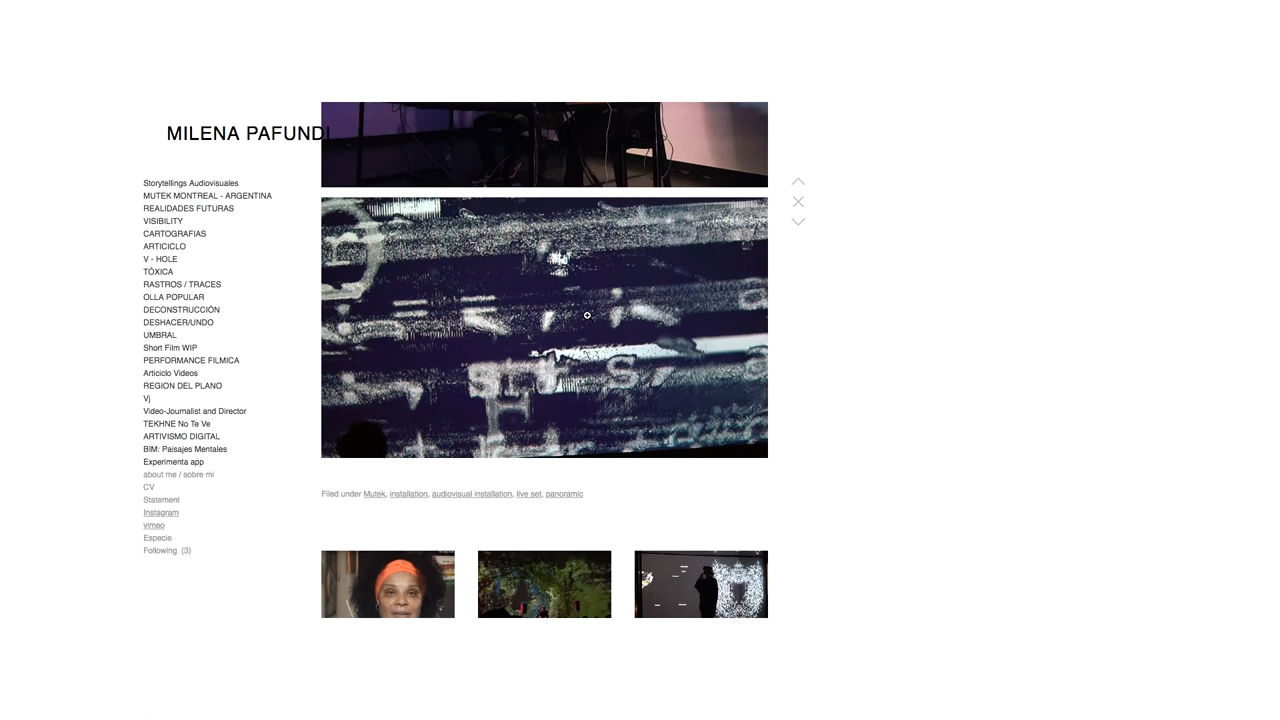 MILENA PAFUNDI
Storytellings Audiovisuales
MUTEK MONTREAL - ARGENTINA
REALIDADES FUTURAS
VISIBILITY
CARTOGRAFIAS
ARTICICLO
V - HOLE
TÓXICA
RASTROS / TRACES
OLLA POPULAR
DECONSTRUCCIÓN
DESHACER/UNDO
UMBRAL
Short Film WIP
PERFORMANCE FILMICA
Articiclo Videos
REGION DEL PLANO
Vj
Video-Journalist and Director
TEKHNE No Te Ve
ARTIVISMO DIGITAL
BIM: Paisajes Mentales
Experimenta app
about me / sobre mi
CV
Statement
Instagram
vimeo
Especie
Following (3)
Filed under Mutek, installation, audiovisual installation, live set, panoramic